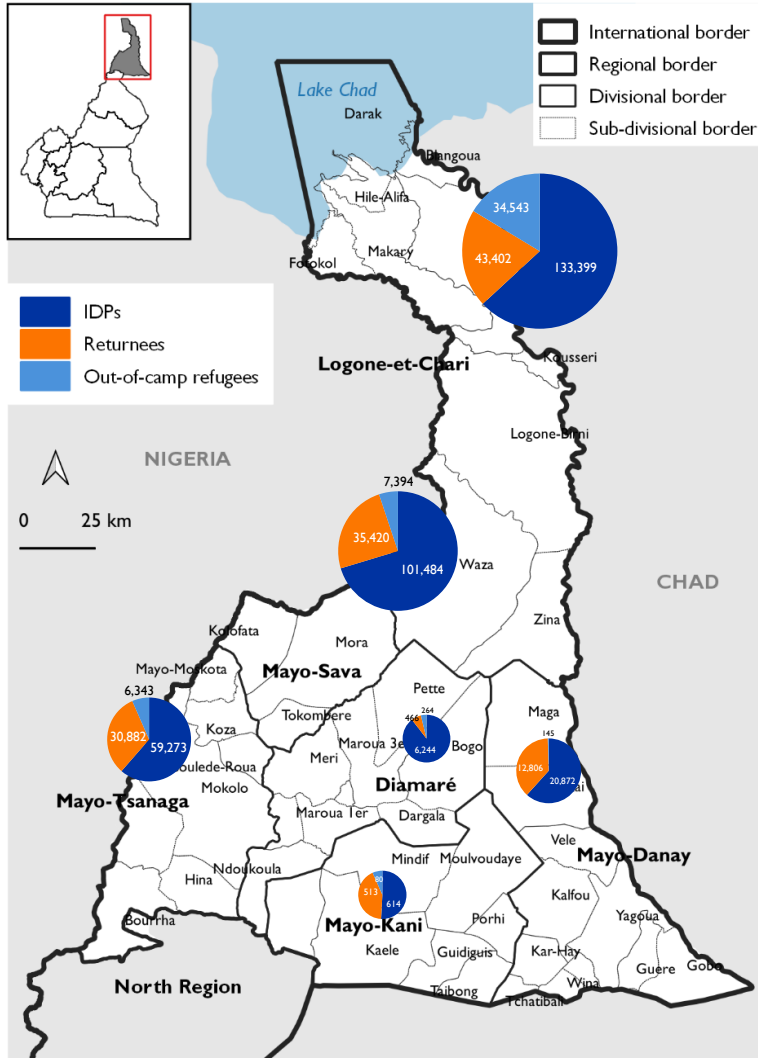 International border
Regional border
Divisional border
Sub-divisional border
Lake Chad
Darak
Blangoua
Hile-Alifa
Makary
Fotokol
34,543
43,402
133,399
IDPs
Returnees
Out-of-camp refugees
Logone-et-Chari
Kousseri
Logone-Birni
NIGERIA
0 25 km
7,394
35,420
101,484
Waza
CHAD
Zina
Kolofata
Mora
Mayo-Moskota
Mayo-Sava
6,343
30,882
59,273
Pette
Tokombere
Koza
466
264
6,244
Maroua 3e
Bogo
Maga
145
12,806
20,872
Meri
Mokolo
Mayo-Tsanaga
Diamaré
Maroua 1er
Dargala
Vele
Mayo-Danay
Mindif
Moulvoudaye
Ndoukoula
Hina
80
513
614
Kalfou
Bourrha
Mayo-Kani
Porhi
Yagoua
Kaele
Guidiguis
Kar-Hay
Guere
Gobo
North Region
Taibong
Wina
Tchatibali